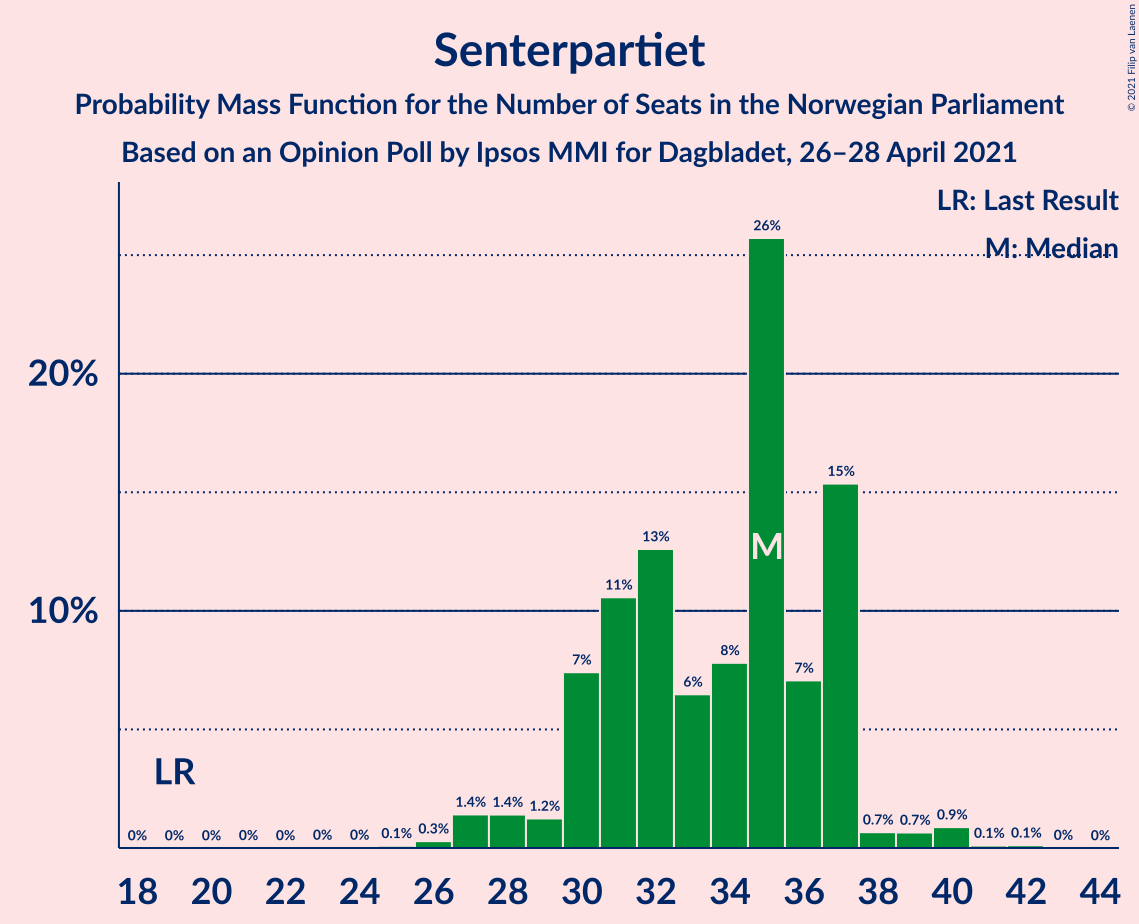 Senterpartiet
Probability Mass Function for the Number of Seats in the Norwegian Parliament
Based on an Opinion Poll by Ipsos MMI for Dagbladet, 26–28 April 2021
© 2021 Filip van Laenen
LR: Last Result
M: Median
20%
10%
0% 0% 0% 0% 0% 0% 0% 0.1% 0.3% 1.4% 1.4% 1.2% 7% 11% 13% 6% 8% 26% 7% 15% 0.7% 0.7% 0.9% 0.1% 0.1% 0% 0%
LR
M
18 20 22 24 26 28 30 32 34 36 38 40 42 44